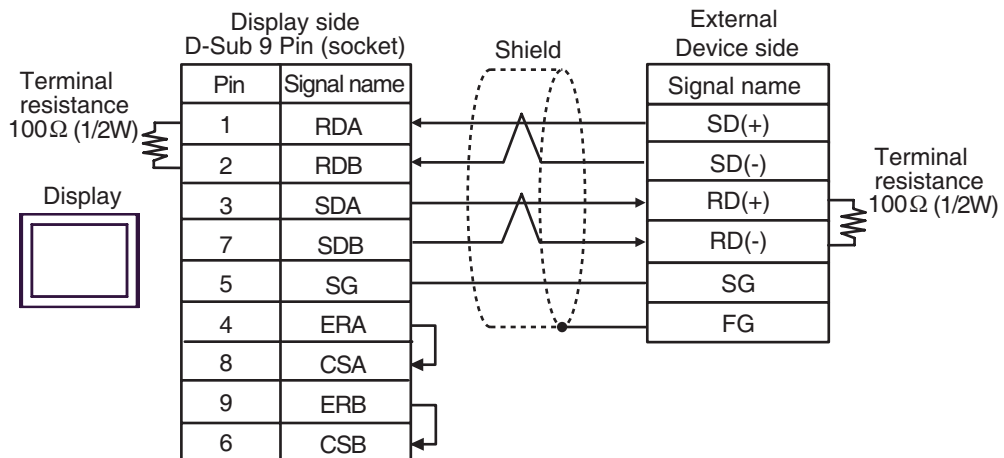 Display side
D-Sub 9 Pin (socket)
Shield
External
Device side
Terminal
resistance
100Ω (1/2W)
Pin Signal name
1 RDA
2 RDB
3 SDA
7 SDB
5 SG
4 ERA
8 CSA
9 ERB
6 CSB
Display
Signal name
SD(+)
SD(-)
RD(+)
RD(-)
SG
FG
Terminal
resistance
100Ω (1/2W)